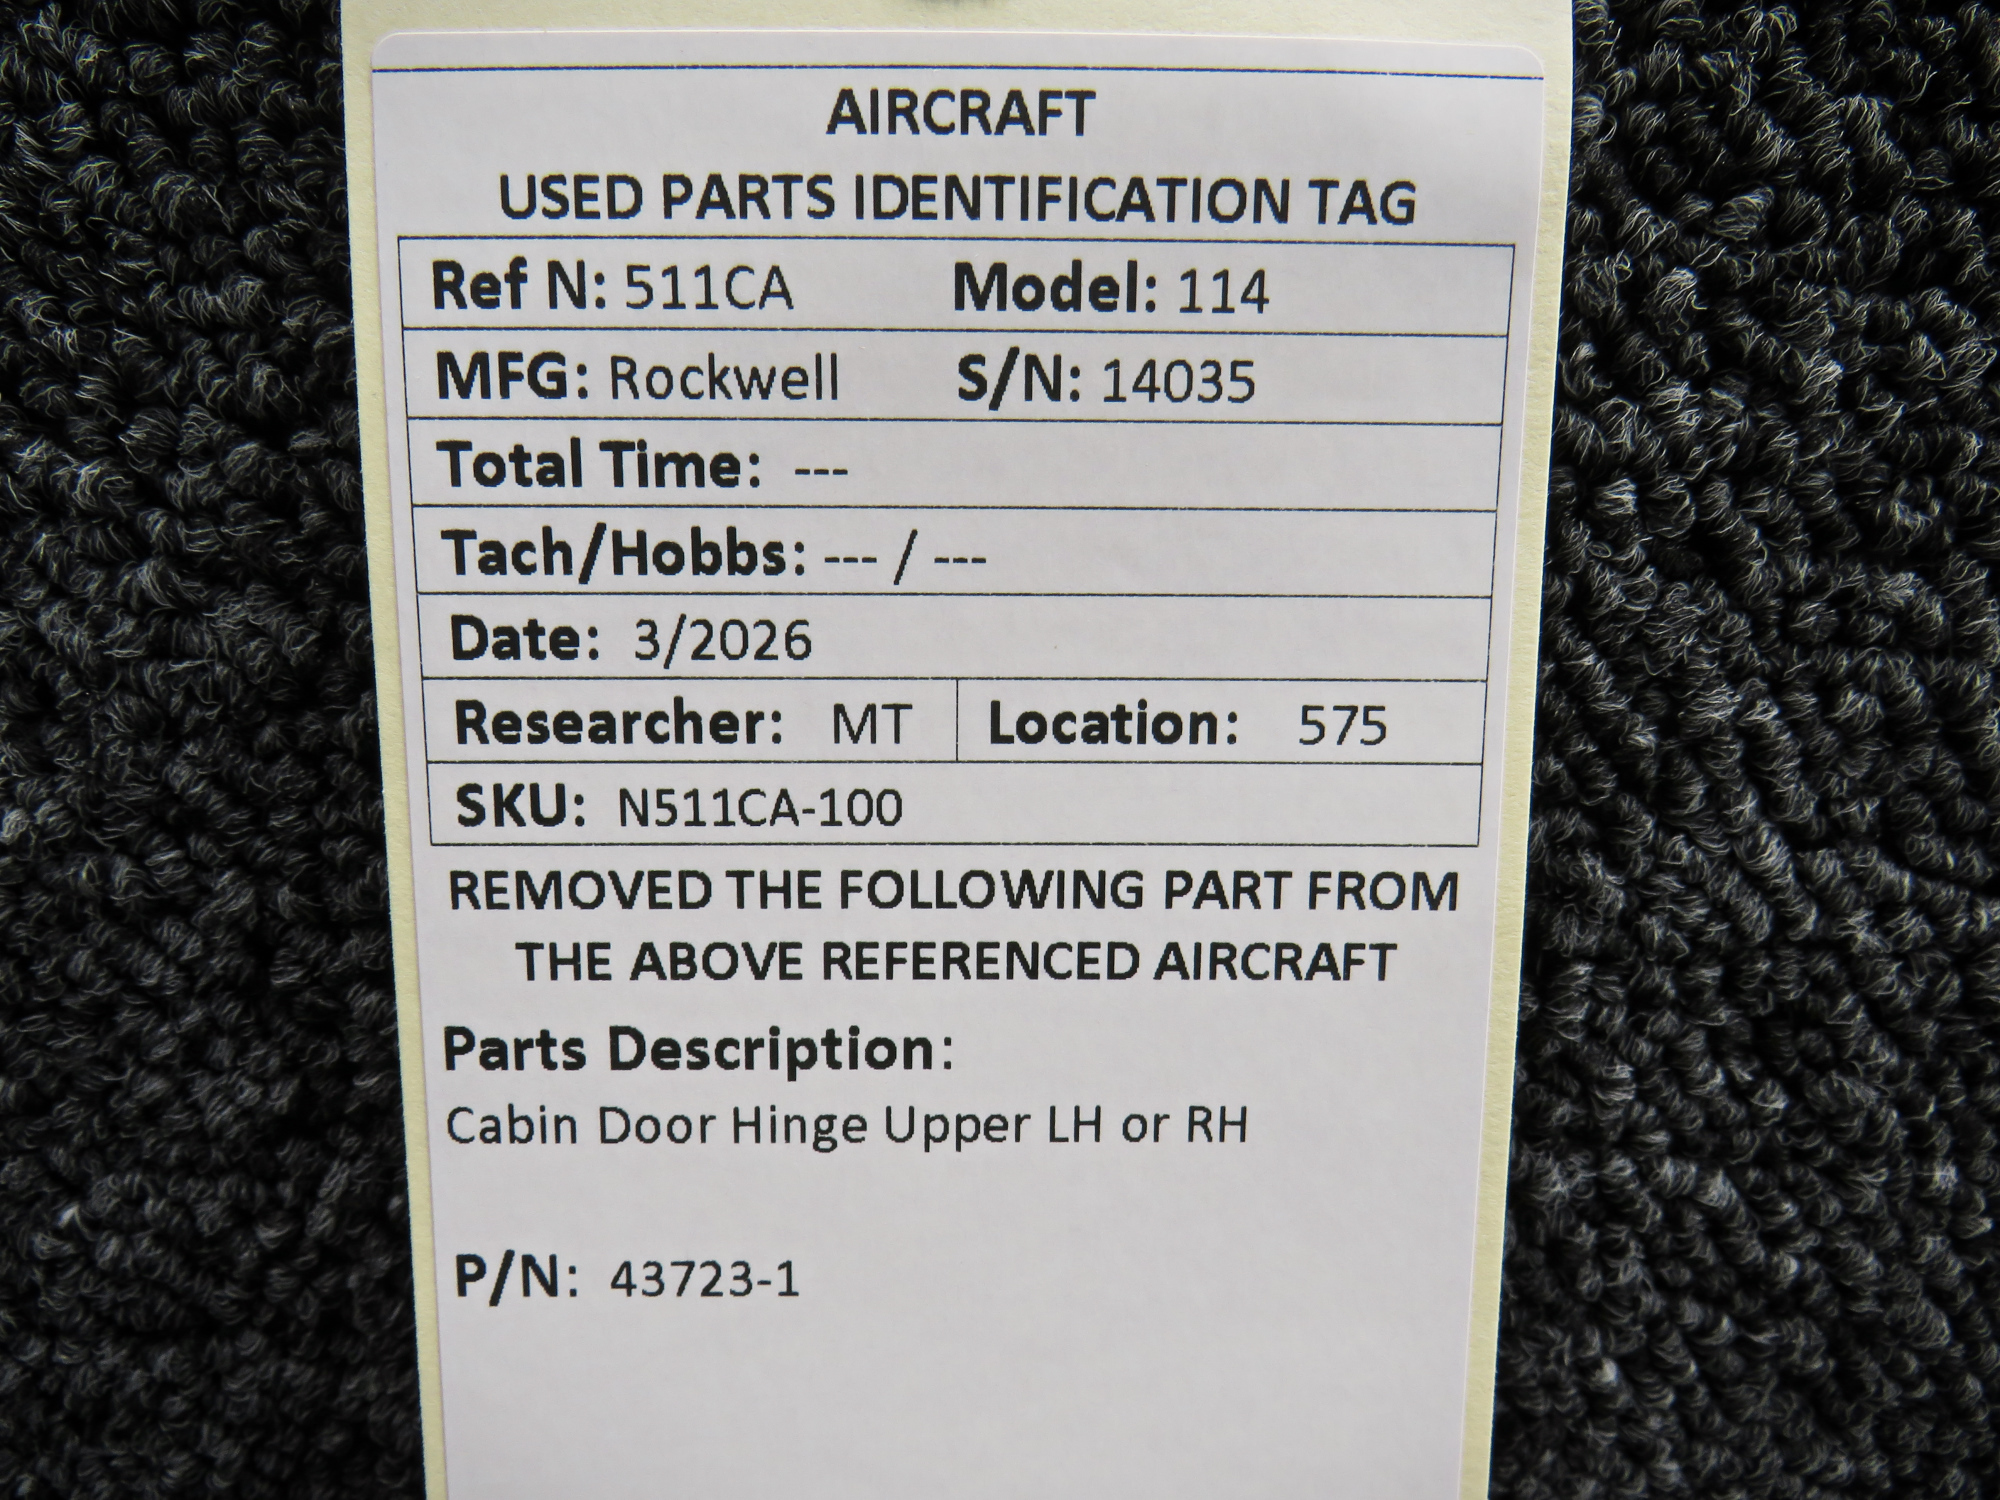 AIRCRAFT
USED PARTS IDENTIFICATION TAG
Ref N: 511CA Model: 114
MFG: Rockwell S/N: 14035
Total Time: ---
Tach/Hobbs: --- / ---
Date: 3/2026
Researcher: MT Location: 575
SKU: N511CA-100
REMOVED THE FOLLOWING PART FROM
THE ABOVE REFERENCED AIRCRAFT
Parts Description:
Cabin Door Hinge Upper LH or RH
P/N: 43723-1